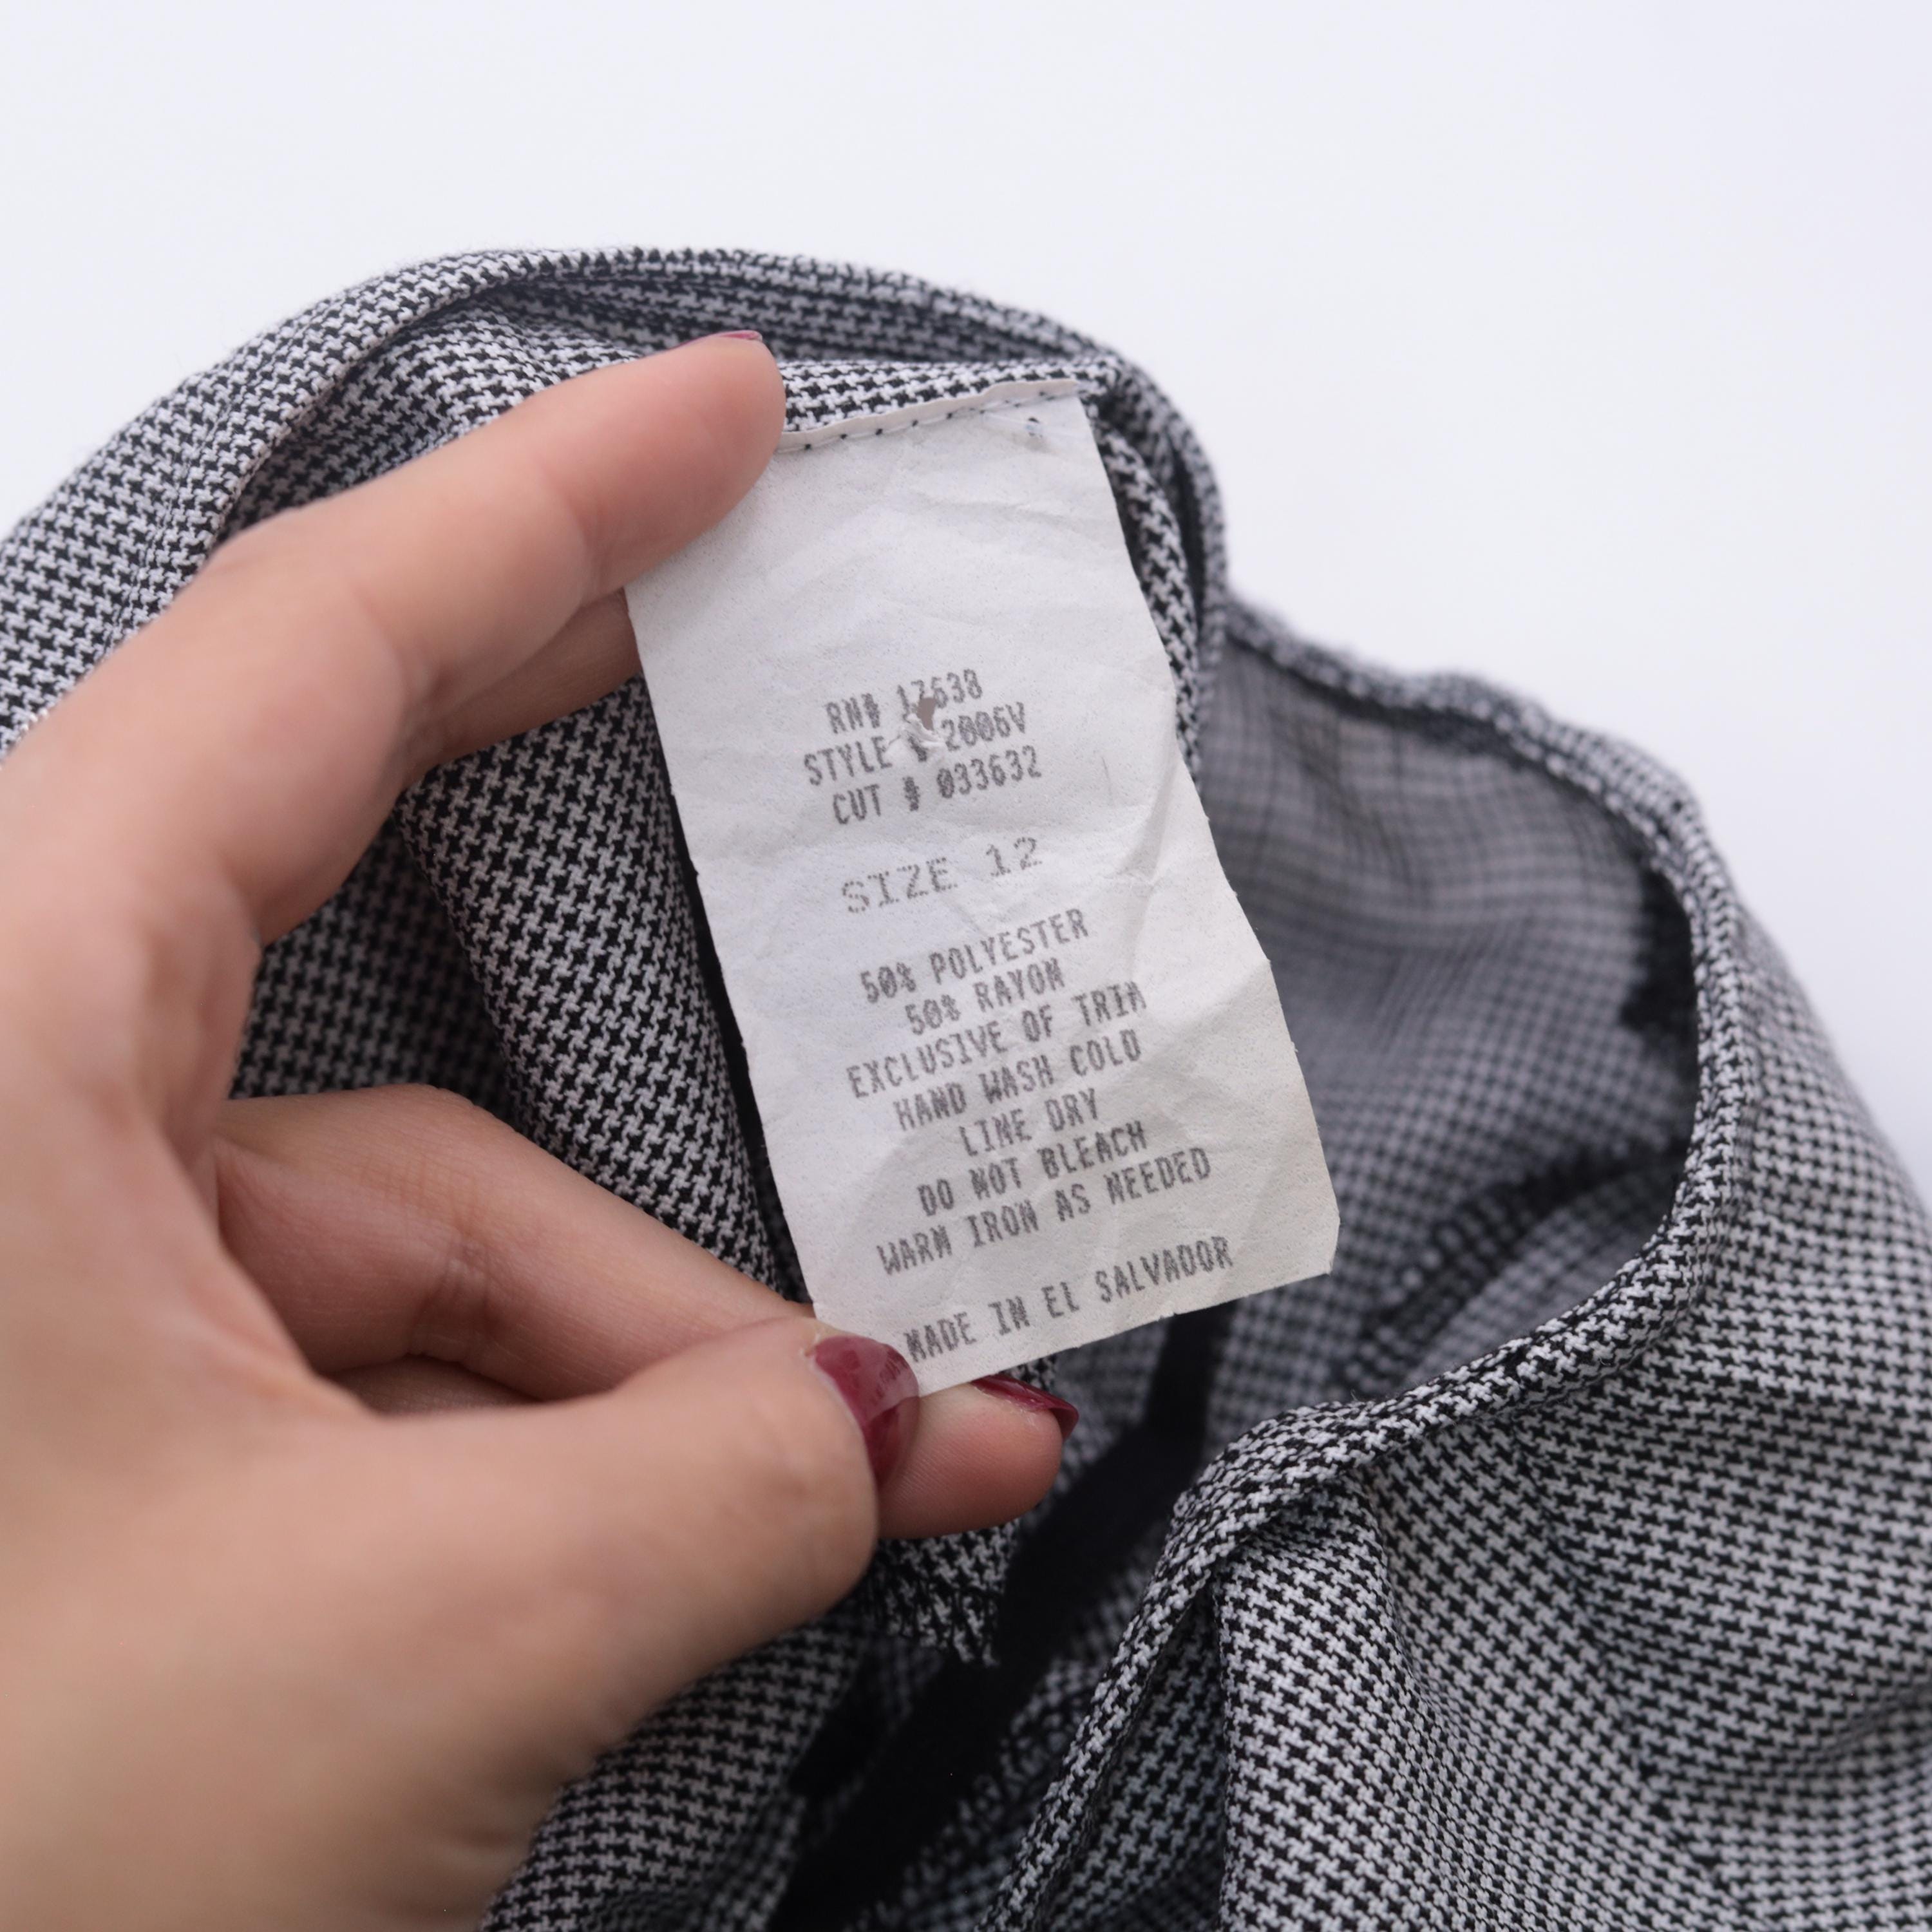 RN# 17638
STYLE # 2006V
CUT # 033632
SIZE 12
50% POLYESTER
50% RAYON
EXCLUSIVE OF TRIM
HAND WASH COLD
LINE DRY
DO NOT BLEACH
WARM IRON AS NEEDED
MADE IN EL SALVADOR